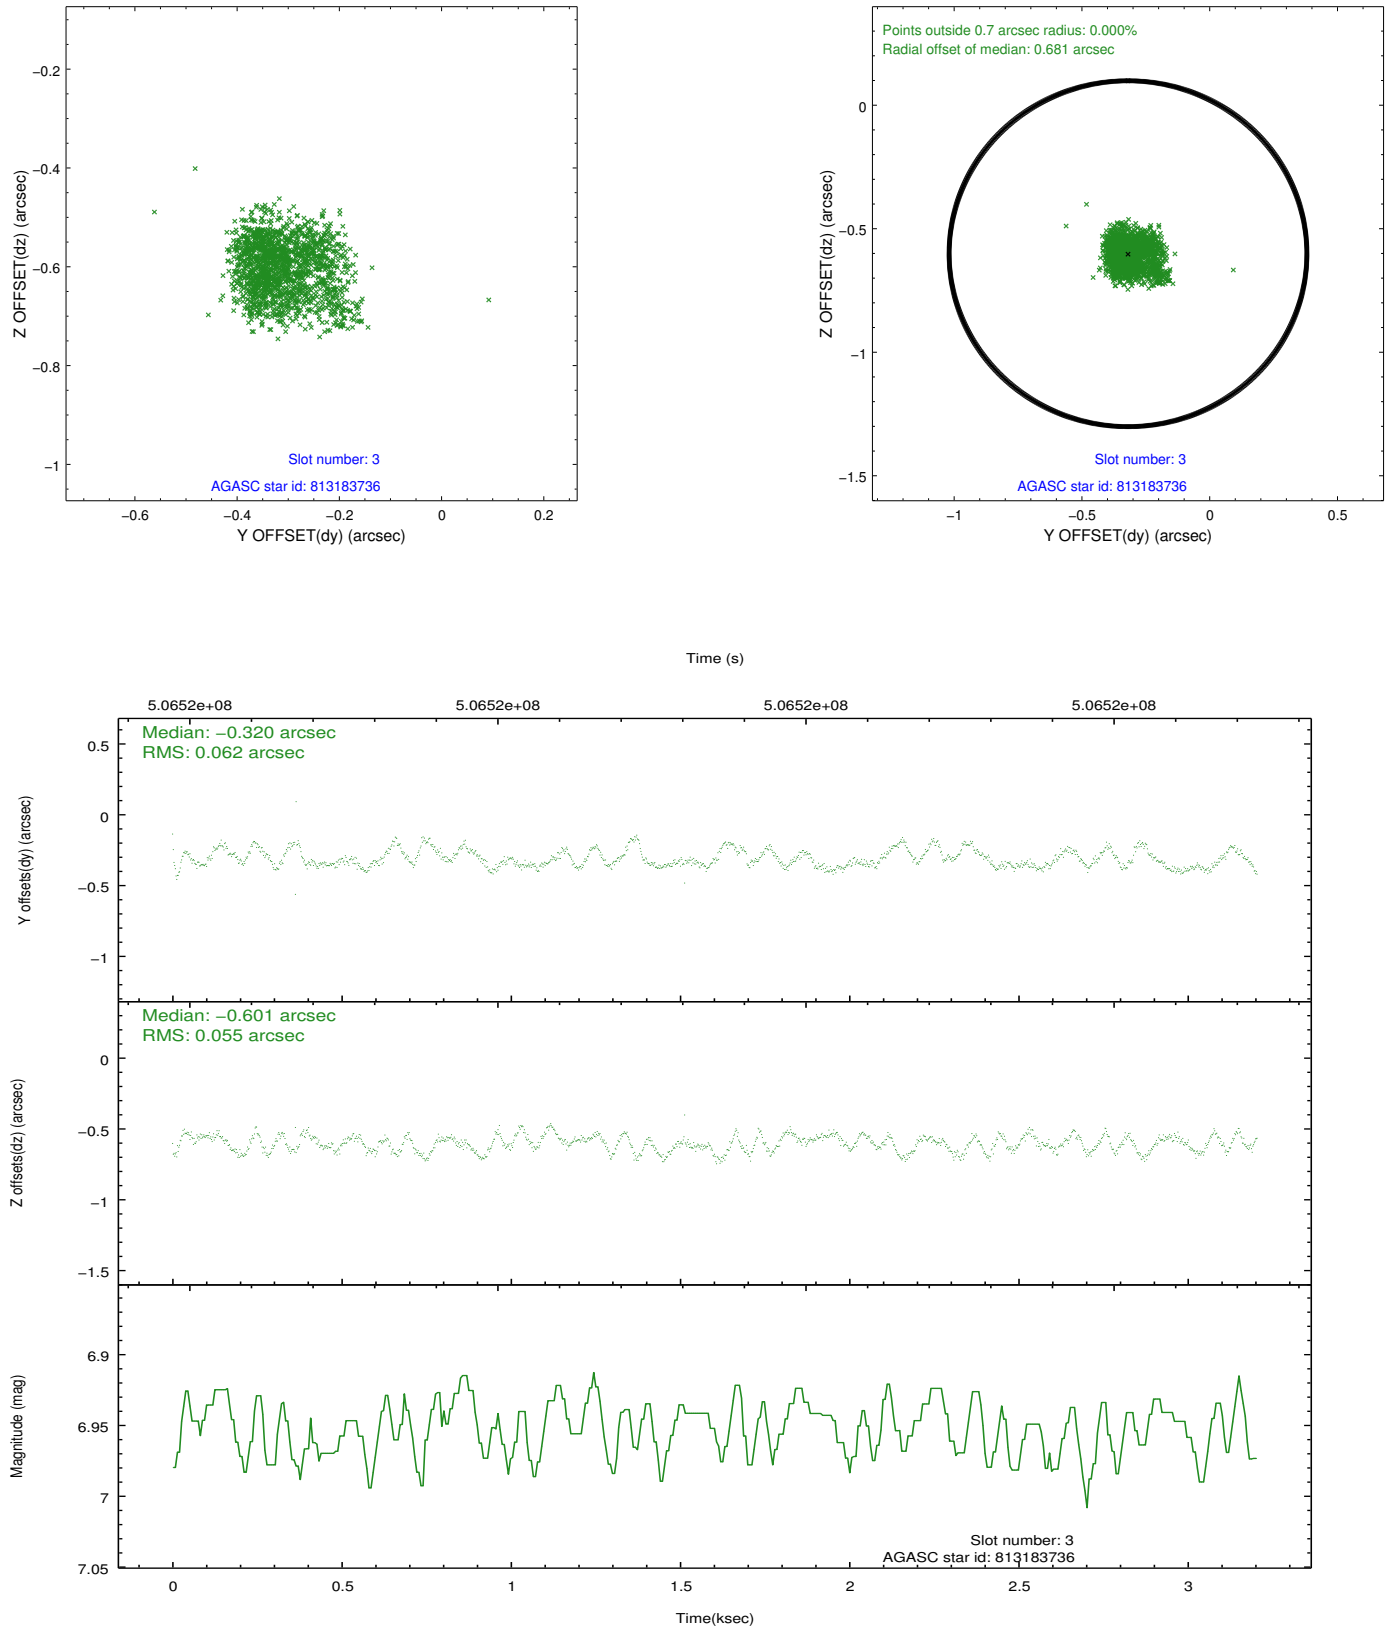 Points outside 0.7 arcsec radius: 0.000%
Radial offset of median: 0.681 arcsec
−0.2
−0.4
−0.6
−0.8
−1
Z OFFSET(dz) (arcsec)
Slot number: 3
AGASC star id: 813183736
−0.6
−0.4
−0.2
0
0.2
Y OFFSET(dy) (arcsec)
0
−0.5
−1
−1.5
Z OFFSET(dz) (arcsec)
Slot number: 3
AGASC star id: 813183736
−1
−0.5
0
0.5
Y OFFSET(dy) (arcsec)
Time (s)
5.0652e+08
5.0652e+08
5.0652e+08
5.0652e+08
Median: −0.320 arcsec
RMS: 0.062 arcsec
0.5
0
−0.5
−1
Y offsets(dy) (arcsec)
Median: −0.601 arcsec
RMS: 0.055 arcsec
0
−0.5
−1
−1.5
Z offsets(dz) (arcsec)
6.9
6.95
7
7.05
Magnitude (mag)
Slot number: 3
AGASC star id: 813183736
0
0.5
1
1.5
2
2.5
3
Time(ksec)